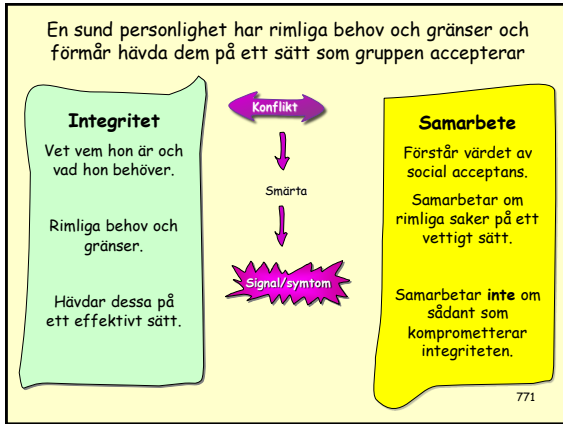 En sund personlighet har rimliga behov och gränser och
förmår hävda dem på ett sätt som gruppen accepterar
Integritet
Vet vem hon är och
vad hon behöver.
Rimliga behov och
gränser.
Hävdar dessa på
ett effektivt sätt.
Konflikt
Smärta
Signal/symtom
Samarbete
Förstår värdet av
social acceptans.
Samarbetar om
rimliga saker på ett
vettigt sätt.
Samarbetar inte om
sådant som
komprometterar
integriteten.
771